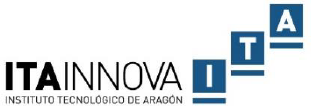 ITAINNOVA
INSTITUTO TECNOLÓGICO DE ARAGÓN
I T A